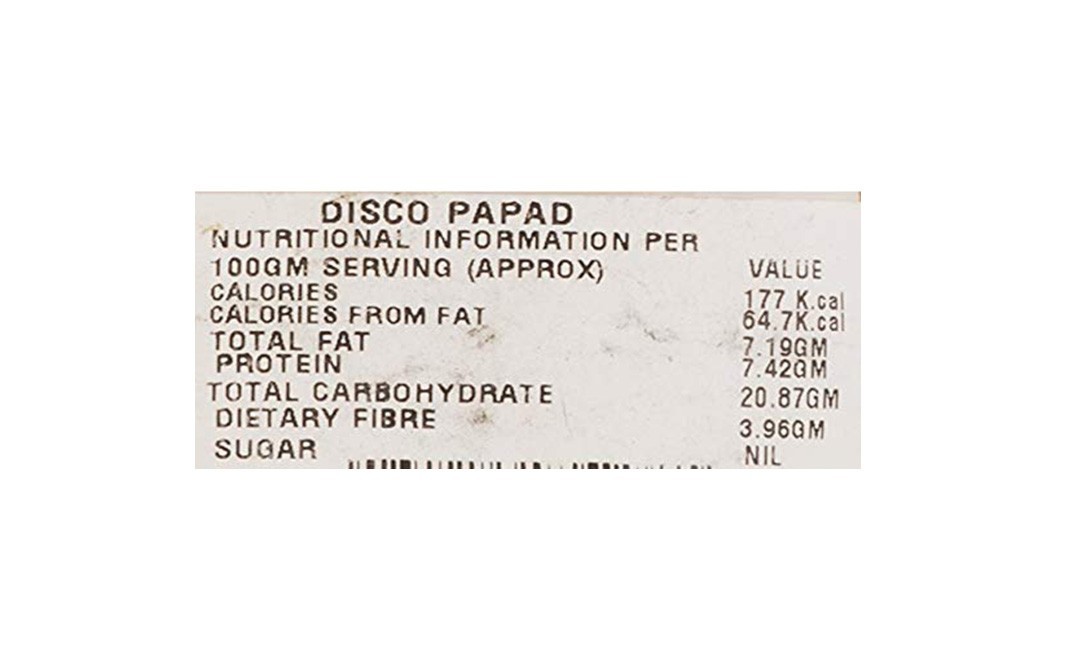 DISCO PAPAD
NUTRITIONAL INFORMATION PER
100GM SERVING (APPROX) VALUE
CALORIES 177 K.cal
CALORIES FROM FAT 64.7K.cal
TOTAL FAT 7.19GM
PROTEIN 7.42GM
TOTAL CARBOHYDRATE 20.87GM
DIETARY FIBRE 3.96GM
SUGAR NIL